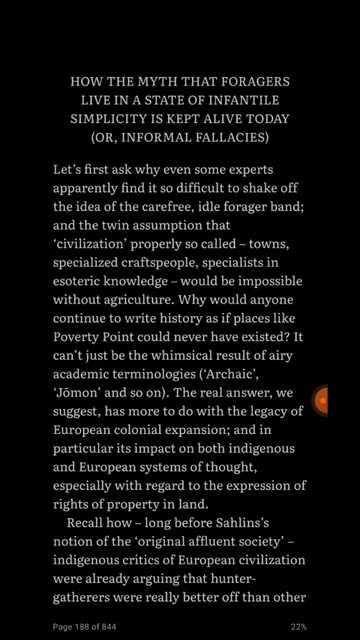 HOW THE MYTH THAT FORAGERS
LIVE IN A STATE OF INFANTILE
SIMPLICITY IS KEPT ALIVE TODAY
(OR, INFORMAL FALLACIES)
Let’s first ask why even some experts
apparently find it so difficult to shake off
the idea of the carefree, idle forager band;
and the twin assumption that
‘civilization’ properly so called – towns,
specialized craftspeople, specialists in
esoteric knowledge – would be impossible
without agriculture. Why would anyone
continue to write history as if places like
Poverty Point could never have existed? It
can’t just be the whimsical result of airy
academic terminologies (‘Archaic’,
‘Jōmon’ and so on). The real answer, we
suggest, has more to do with the legacy of
European colonial expansion; and in
particular its impact on both indigenous
and European systems of thought,
especially with regard to the expression of
rights of property in land.
Recall how – long before Sahlins’s
notion of the ‘original affluent society’ –
indigenous critics of European civilization
were already arguing that hunter-
gatherers were really better off than other
Page 188 of 844 22%